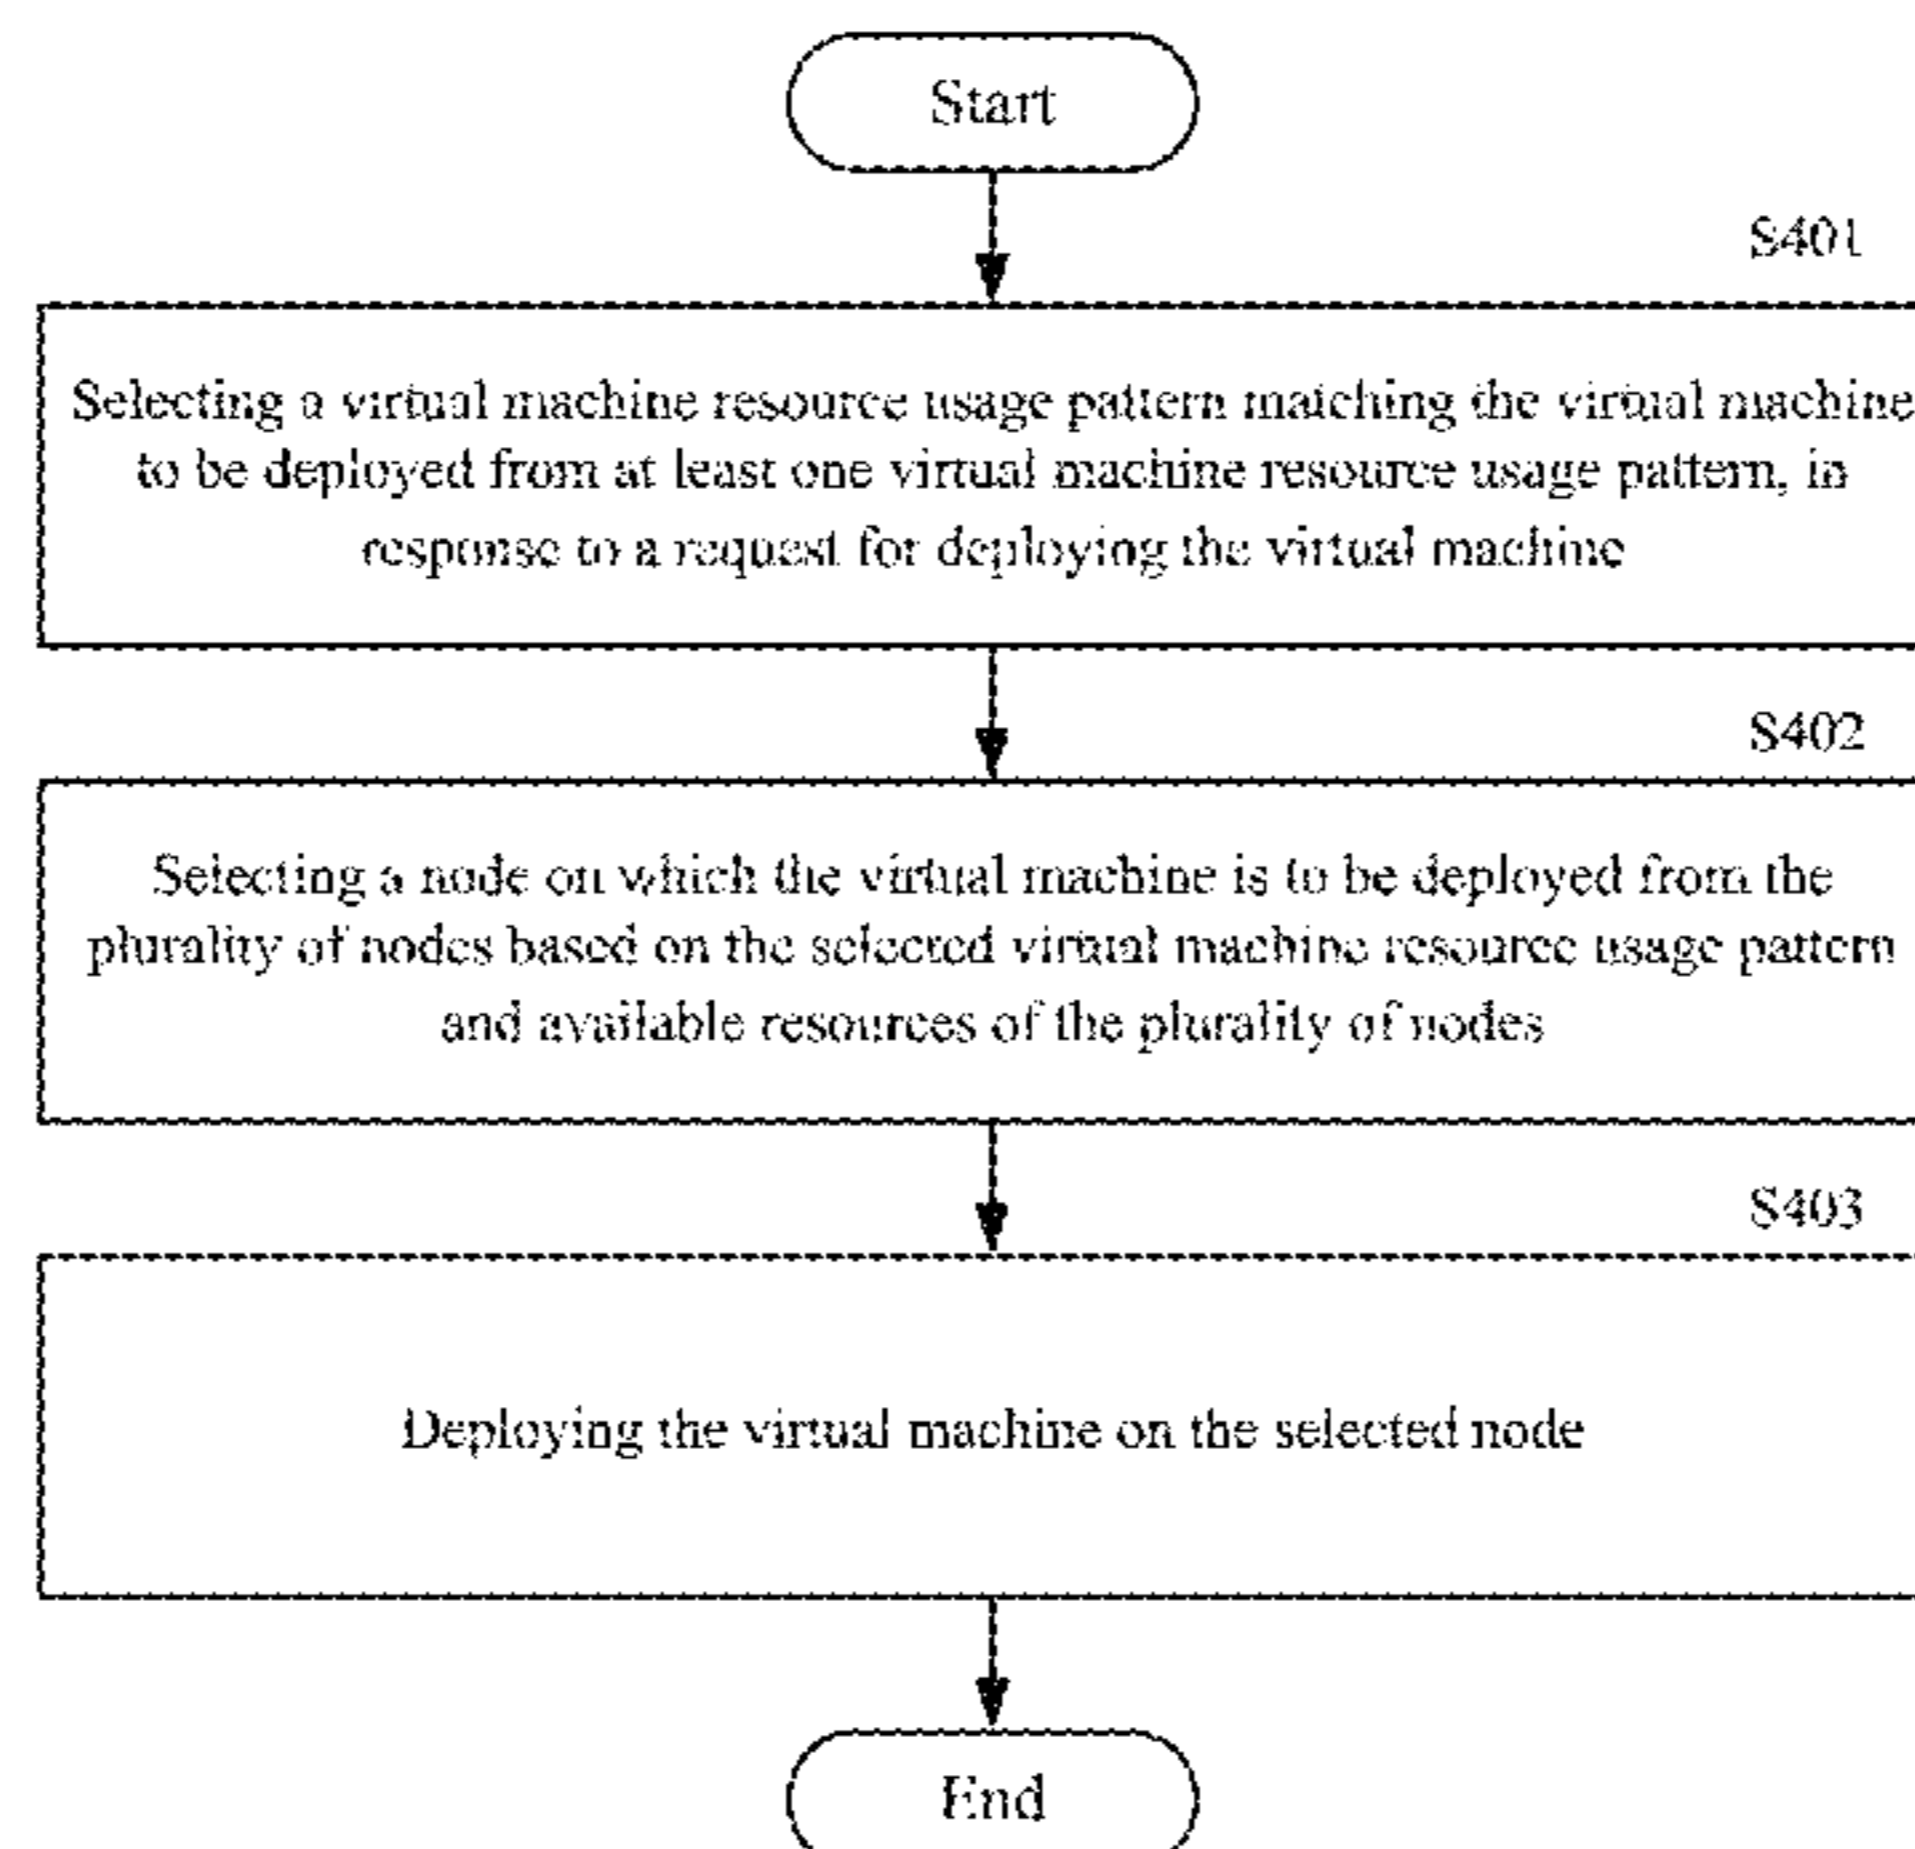 Start
S401
Selecting a virtual machine resource usage pattern matching the virtual machine
to be deployed from at least one virtual machine resource usage pattern, in
response to a request for deploying the virtual machine
S402
Selecting a node on which the virtual machine is to be deployed from the
plurality of nodes based on the selected virtual machine resource usage pattern
and available resources of the plurality of nodes
S403
Deploying the virtual machine on the selected node
End